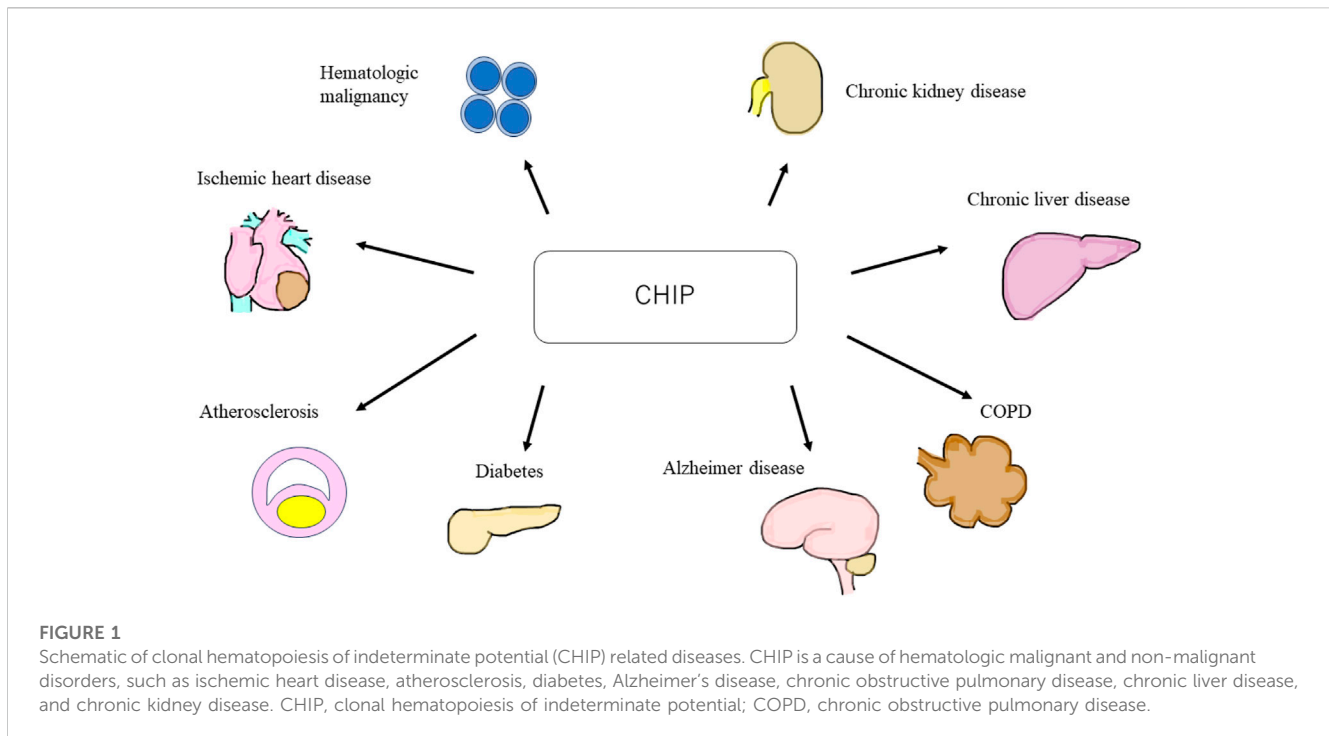 Hematologic
malignancy
Chronic kidney disease
Ischemic heart disease
Chronic liver disease
CHIP
Atherosclerosis
COPD
Diabetes
Alzheimer disease
FIGURE 1
Schematic of clonal hematopoiesis of indeterminate potential (CHIP) related diseases. CHIP is a cause of hematologic malignant and non-malignant
disorders, such as ischemic heart disease, atherosclerosis, diabetes, Alzheimer's disease, chronic obstructive pulmonary disease, chronic liver disease,
and chronic kidney disease. CHIP, clonal hematopoiesis of indeterminate potential; COPD, chronic obstructive pulmonary disease.